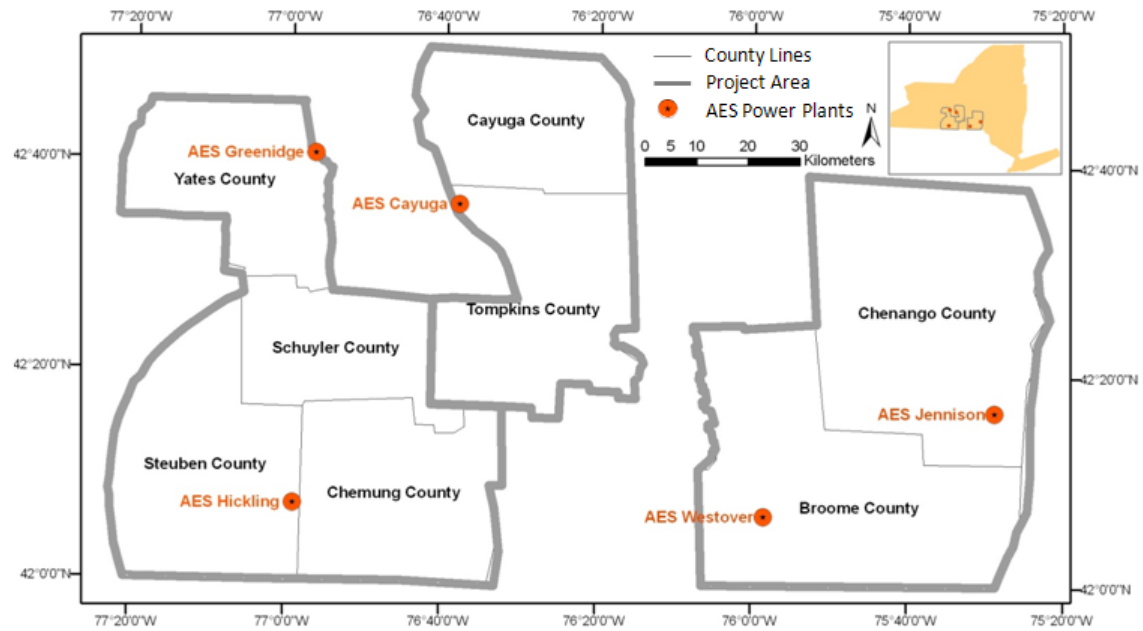 77°20'0"W 77°0'0"W 76°40'0"W 76°20'0"W 76°0'0"W 75°40'0"W 75°20'0"W
County Lines
Project Area
AES Power Plants
N
0 5 10 20 30
Kilometers
Cayuga County
42°40'0"N
AES Greenidge
Yates County
AES Cayuga
42°40'0"N
Tompkins County
Chenango County
Schuyler County
42°20'0"N
42°20'0"N
AES Jennison
Steuben County
AES Hickling
Chemung County
AES Westover
Broome County
42°0'0"N
42°0'0"N
77°20'0"W 77°0'0"W 76°40'0"W 76°20'0"W 76°0'0"W 75°40'0"W 75°20'0"W